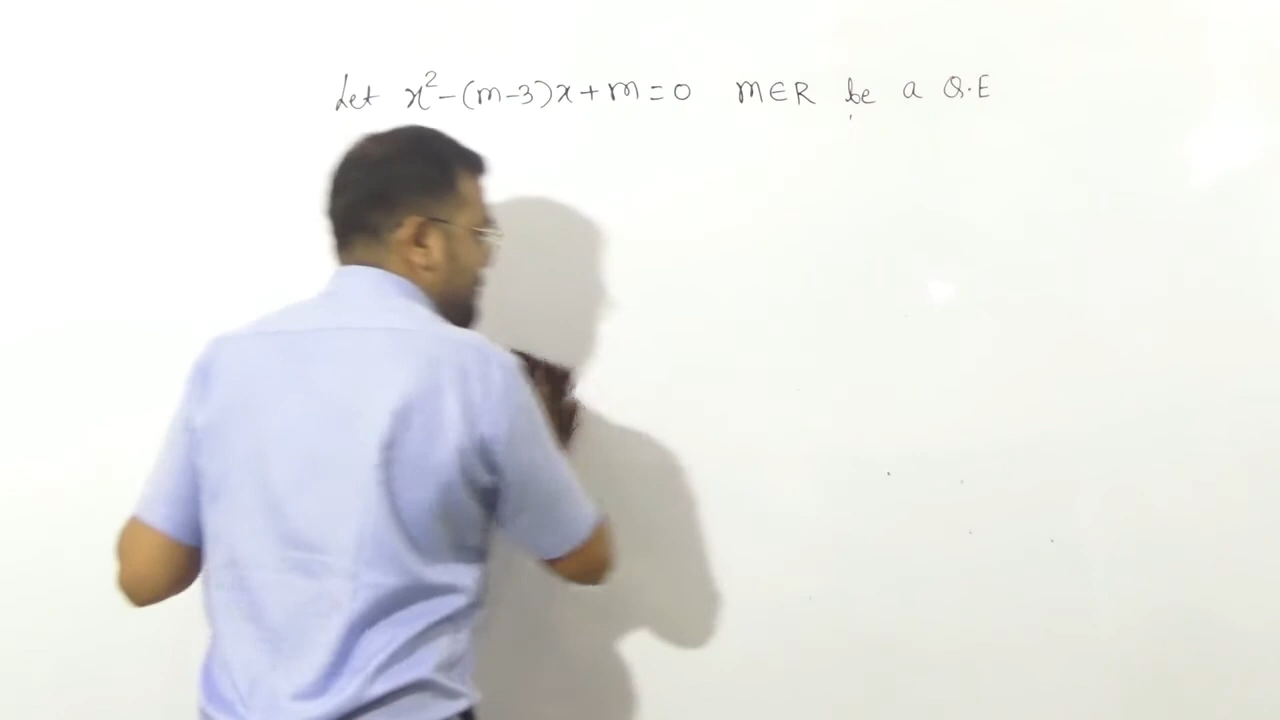 Let x²-(m-3)x+m=0 m∈R be a Q.E